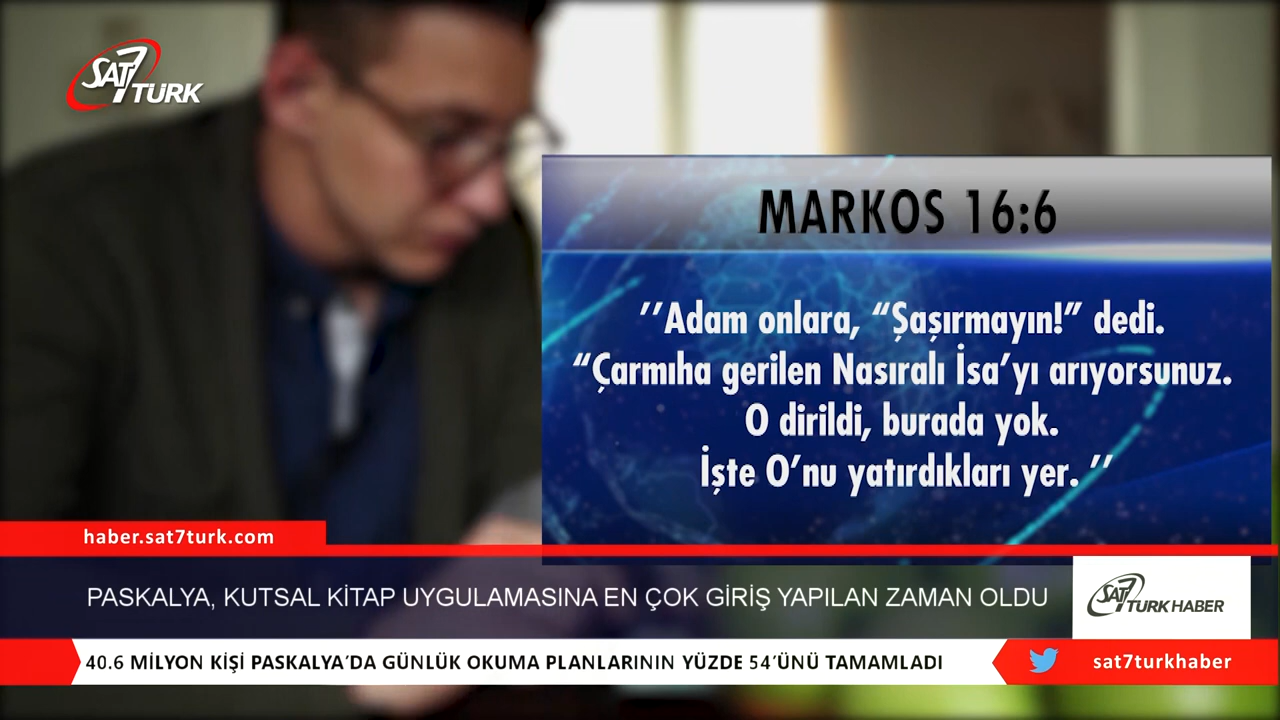 SAT7
TURK
MARKOS 16:6
’’Adam onlara, “Şaşırmayın!” dedi.
“Çarmıha gerilen Nasıralı İsa’yı arıyorsunuz.
O dirildi, burada yok.
İşte O’nu yatırdıkları yer. ’’
haber.sat7turk.com
PASKALYA, KUTSAL KİTAP UYGULAMASINA EN ÇOK GİRİŞ YAPILAN ZAMAN OLDU
SAT7 TURK HABER
40.6 MİLYON KİŞİ PASKALYA’DA GÜNLÜK OKUMA PLANLARININ YÜZDE 54’ÜNÜ TAMAMLADI
sat7turkhaber